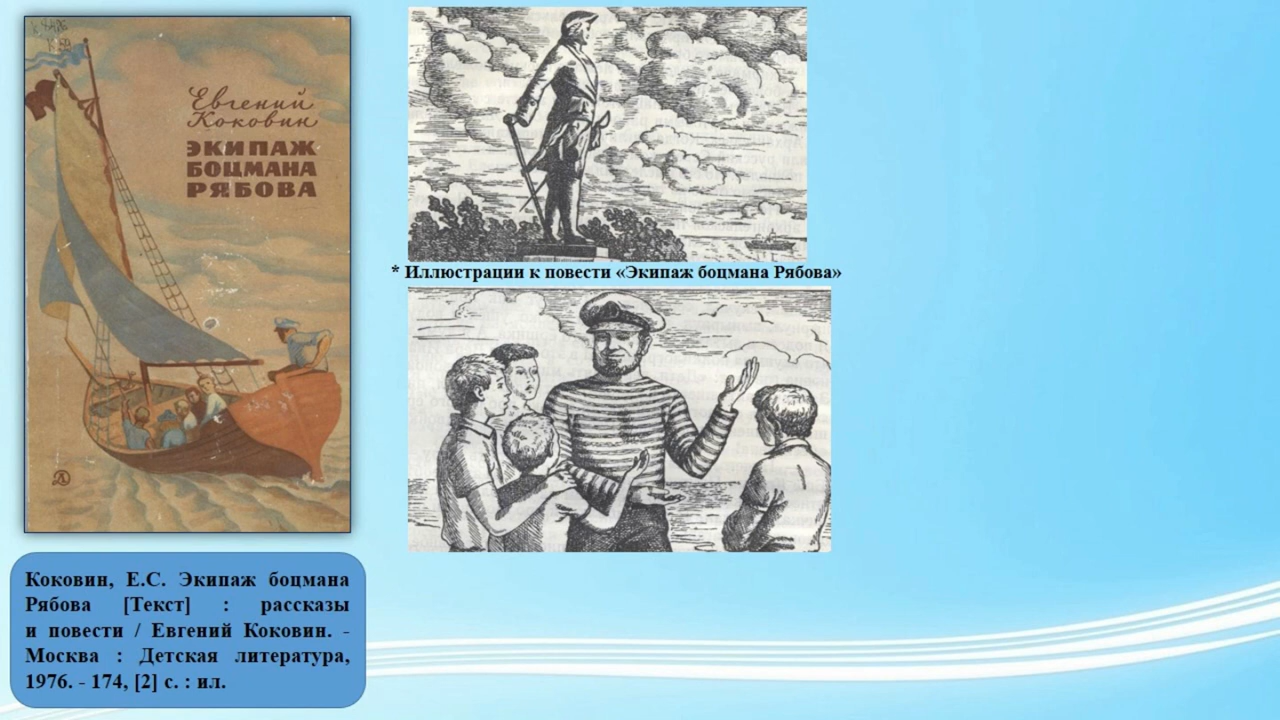 Евгений
Коковин
ЭКИПАЖ
БОЦМАНА
РЯБОВА
* Иллюстрации к повести «Экипаж боцмана Рябова»
Коковин, Е.С. Экипаж боцмана
Рябова [Текст] : рассказы
и повести / Евгений Коковин. -
Москва : Детская литература,
1976. - 174, [2] с. : ил.